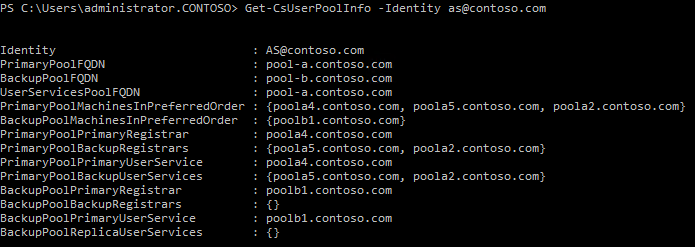 PS C:\Users\administrator.CONTOSO> Get-CsUserPoolInfo -Identity as@contoso.com
Identity : AS@contoso.com
PrimaryPoolFQDN : pool-a.contoso.com
BackupPoolFQDN : pool-b.contoso.com
UserServicesPoolFQDN : pool-a.contoso.com
PrimaryPoolMachinesInPreferredOrder : {poola4.contoso.com, poola5.contoso.com, poola2.contoso.com}
BackupPoolMachinesInPreferredOrder : {poolb1.contoso.com}
PrimaryPoolPrimaryRegistrar : poola4.contoso.com
PrimaryPoolBackupRegistrars : {poola5.contoso.com, poola2.contoso.com}
PrimaryPoolPrimaryUserService : poola4.contoso.com
PrimaryPoolBackupUserServices : {poola5.contoso.com, poola2.contoso.com}
BackupPoolPrimaryRegistrar : poolb1.contoso.com
BackupPoolBackupRegistrars : {}
BackupPoolPrimaryUserService : poolb1.contoso.com
BackupPoolReplicaUserServices : {}